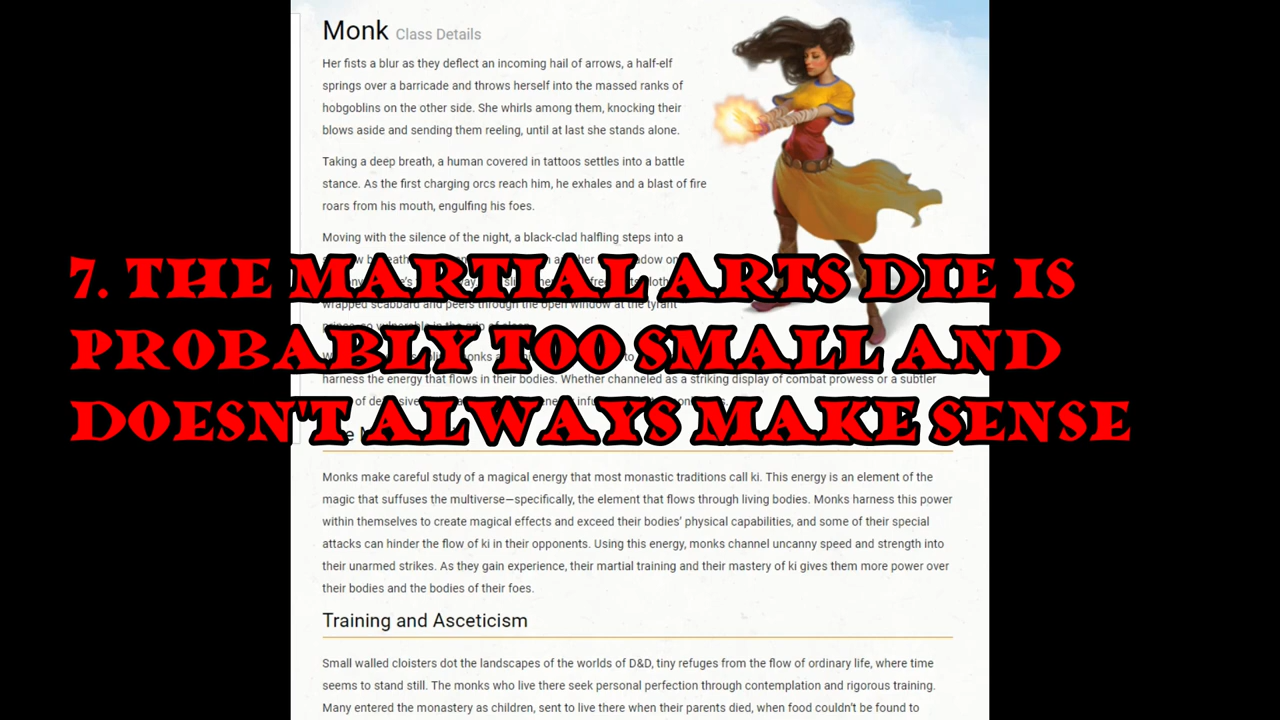 Monk Class Details
Her fists a blur as they deflect an incoming hail of arrows, a half-elf
springs over a barricade and throws herself into the massed ranks of
hobgoblins on the other side. She whirls among them, knocking their
blows aside and sending them reeling, until at last she stands alone.
Taking a deep breath, a human covered in tattoos settles into a battle
stance. As the first charging orcs reach him, he exhales and a blast of fire
roars from his mouth, engulfing his foes.
Moving with the silence of the night, a black-clad halfling steps into a
7. THE MARTIAL ARTS DIE IS
PROBABLY TOO SMALL AND
DOESN'T ALWAYS MAKE SENSE
wrapped scabbard and peers through the open window at the tyrant
harness the energy that flows in their bodies. Whether channeled as a striking display of combat prowess or a subtler
Monks make careful study of a magical energy that most monastic traditions call ki. This energy is an element of the
magic that suffuses the multiverse—specifically, the element that flows through living bodies. Monks harness this power
within themselves to create magical effects and exceed their bodies' physical capabilities, and some of their special
attacks can hinder the flow of ki in their opponents. Using this energy, monks channel uncanny speed and strength into
their unarmed strikes. As they gain experience, their martial training and their mastery of ki gives them more power over
their bodies and the bodies of their foes.
Training and Asceticism
Small walled cloisters dot the landscapes of the worlds of D&D, tiny refuges from the flow of ordinary life, where time
seems to stand still. The monks who live there seek personal perfection through contemplation and rigorous training.
Many entered the monastery as children, sent to live there when their parents died, when food couldn't be found to